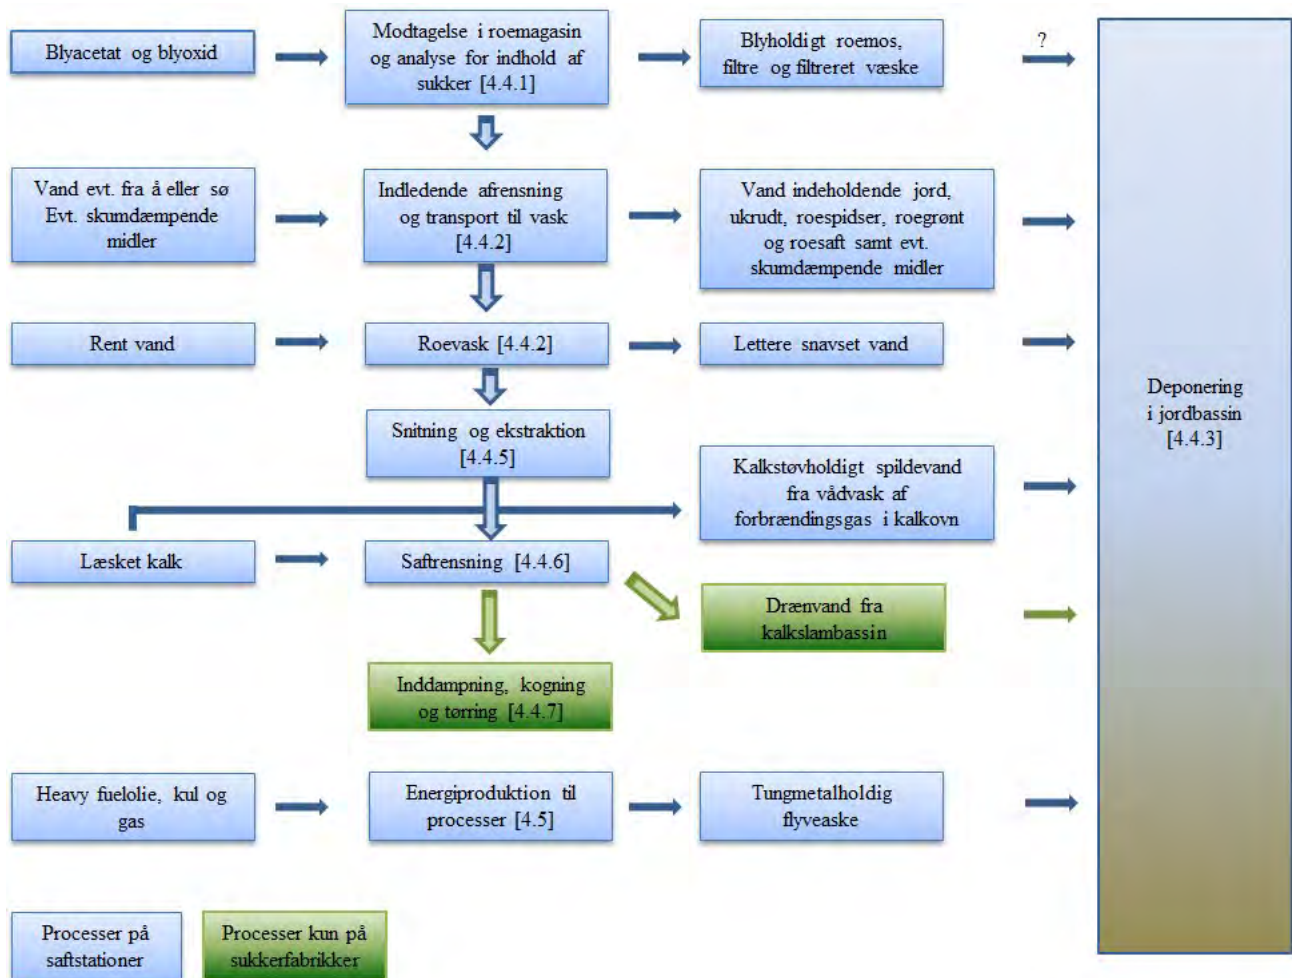 Blyacetat og blyoxid
Modtagelse i roemagasin
og analyse for indhold af
sukker [4.4.1]
Blyholdigt roemos,
filtre og filtreret væske
?
Vand evt. fra å eller sø
Evt. skumdæmpende
midler
Indledende afrensning
og transport til vask
[4.4.2]
Vand indeholdende jord,
ukrudt, roespidser, roegrønt
og roesaft samt evt.
skumdæmpende midler
Rent vand
Roevask [4.4.2]
Lettere snavset vand
Deponering
i jordbassin
[4.4.3]
Snitning og ekstraktion
[4.4.5]
Kalkstøvholdigt spildevand
fra vådvask af
forbrændingsgas i kalkovn
Læsket kalk
Saftrensning [4.4.6]
Drænvand fra
kalkslambassin
Inddampning, kogning
og tørring [4.4.7]
Heavy fuelolie, kul og
gas
Energiproduktion til
processer [4.5]
Tungmetalholdig
flyveaske
Processer på
saftstationer
Processer kun på
sukkerfabrikker